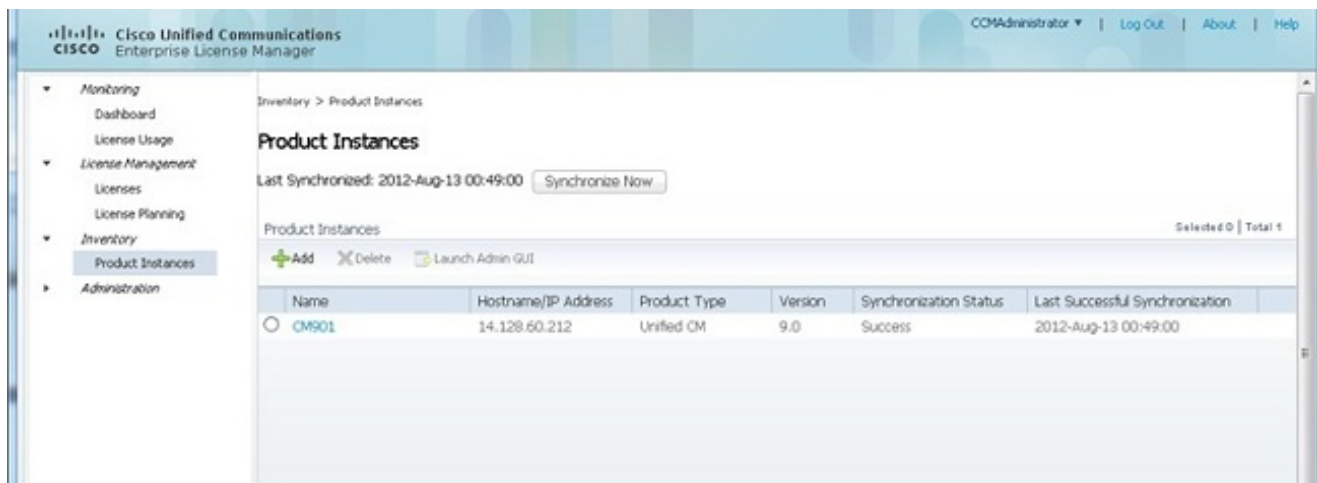 CCMAdministrator | Log Out | About | Help
CISCO Cisco Unified Communications
Enterprise License Manager
Monitoring
Dashboard
License Usage
License Management
Licenses
License Planning
Inventory
Product Instances
Administration
Inventory > Product Instances
Product Instances
Last Synchronized: 2012-Aug-13 00:49:00 Synchronize Now
Product Instances Selected 0 | Total 1
Add Delete Launch Admin GUI
Name Hostname/IP Address Product Type Version Synchronization Status Last Successful Synchronization
CM901 14.128.60.212 Unified CM 9.0 Success 2012-Aug-13 00:49:00